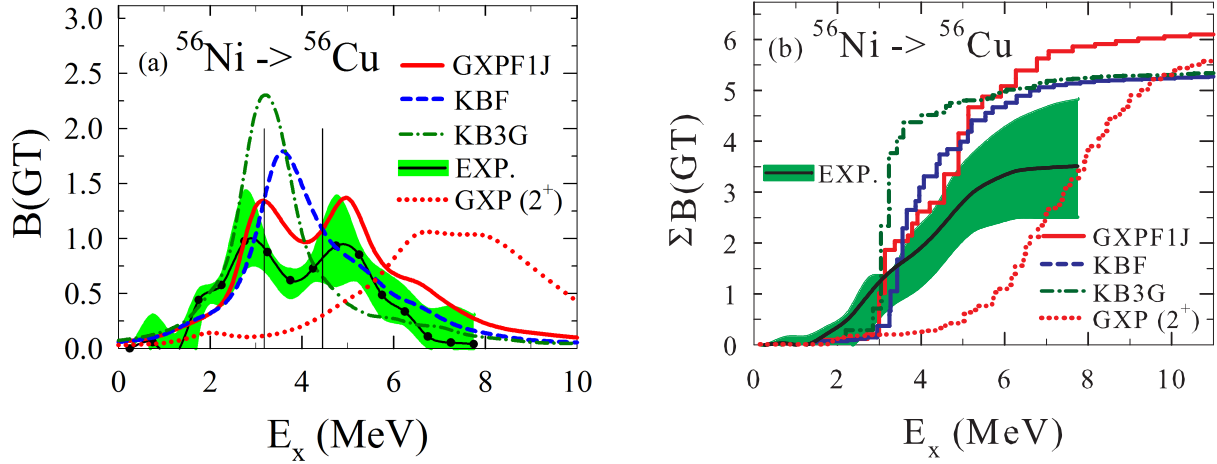 (a) ⁵⁶Ni -> ⁵⁶Cu
GXPF1J
KBF
KB3G
EXP.
GXP (2⁺)
B(GT)
2.5
2.0
1.5
1.0
0.5
0.0
0 2 4 6 8 10
Eₓ (MeV)
(b) ⁵⁶Ni -> ⁵⁶Cu
EXP.
GXPF1J
KBF
KB3G
GXP (2⁺)
ΣB(GT)
6
5
4
3
2
1
0
0 2 4 6 8 10
Eₓ (MeV)